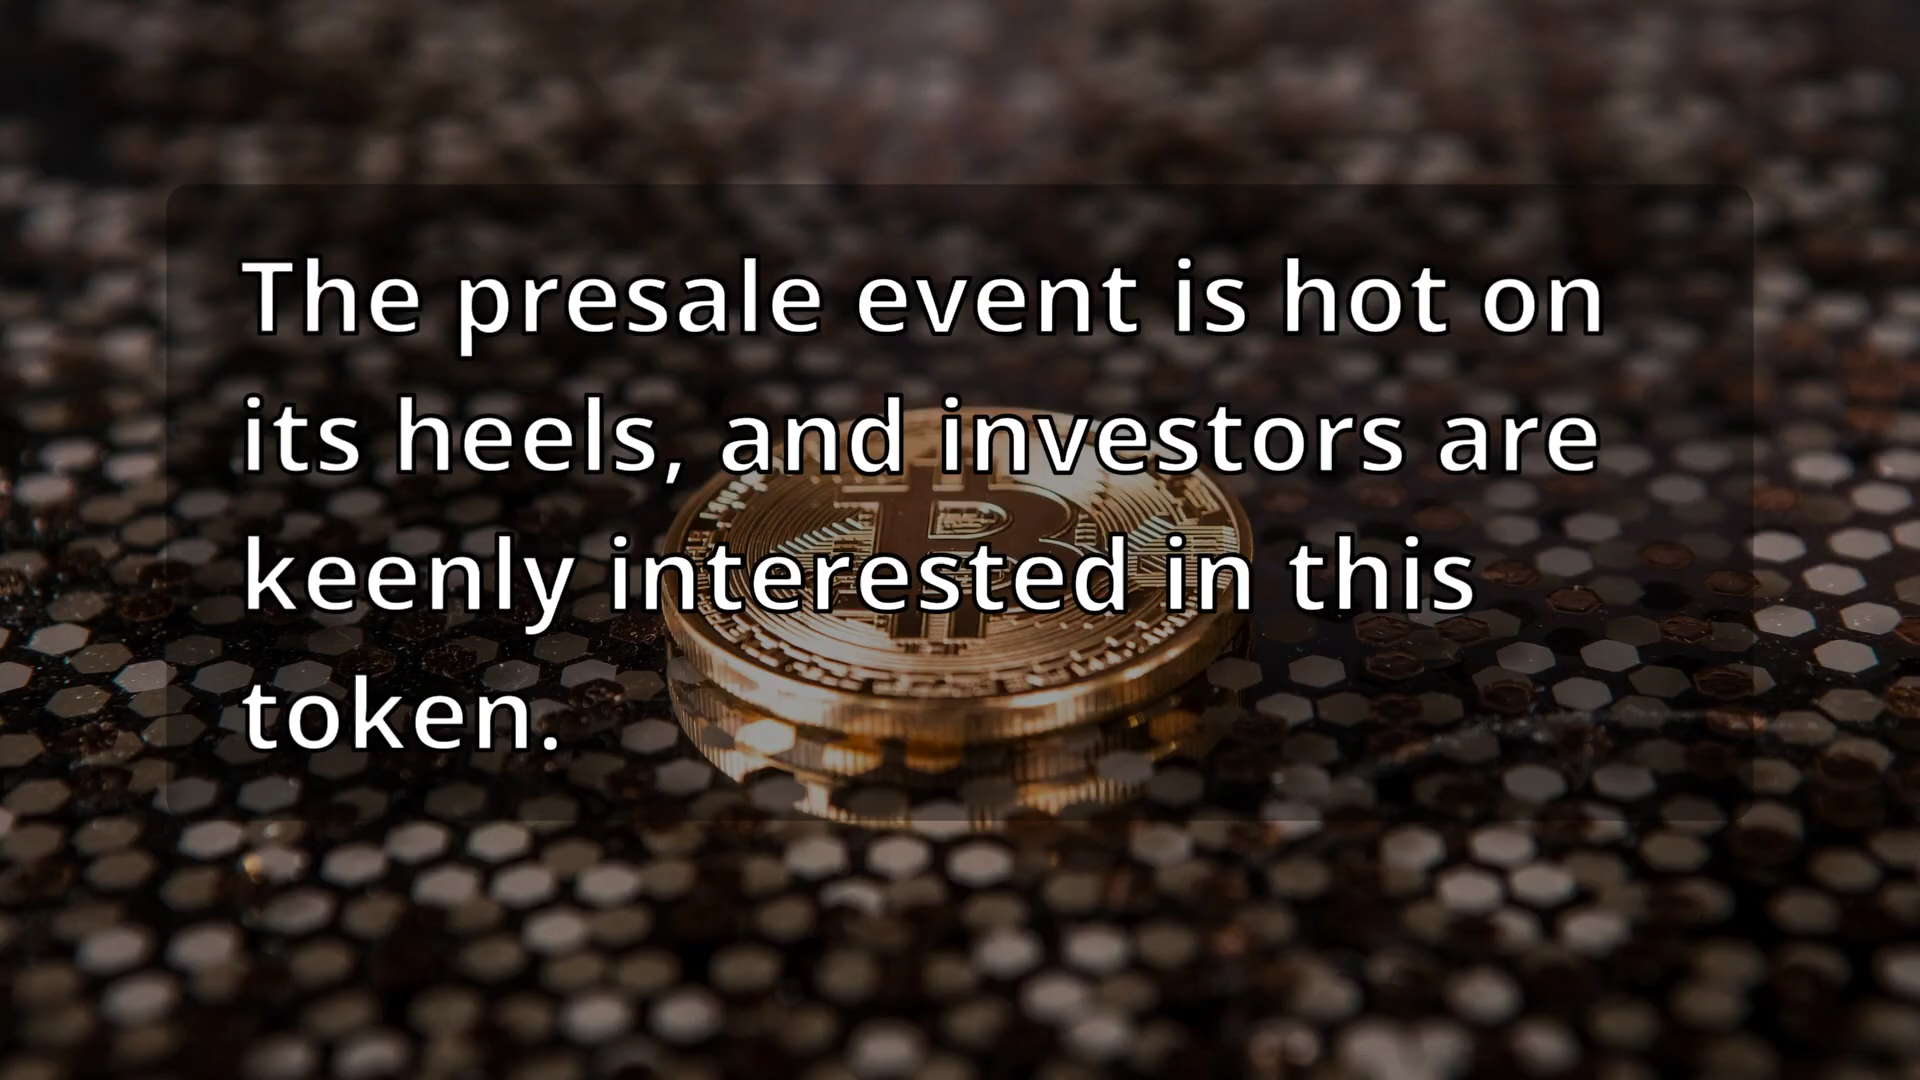 The presale event is hot on
its heels, and investors are
keenly interested in this
token.